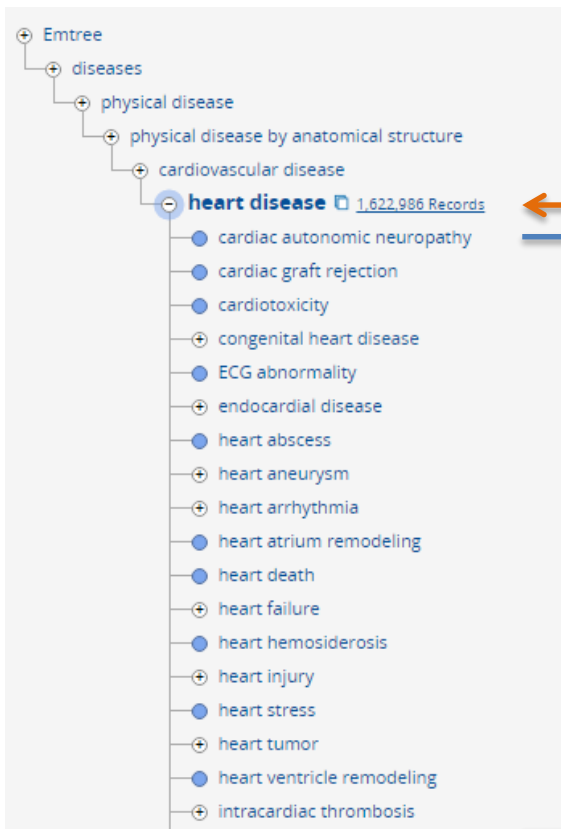 Emtree
diseases
physical disease
physical disease by anatomical structure
cardiovascular disease
heart disease 1,622,986 Records
cardiac autonomic neuropathy
cardiac graft rejection
cardiotoxicity
congenital heart disease
ECG abnormality
endocardial disease
heart abscess
heart aneurysm
heart arrhythmia
heart atrium remodeling
heart death
heart failure
heart hemosiderosis
heart injury
heart stress
heart tumor
heart ventricle remodeling
intracardiac thrombosis